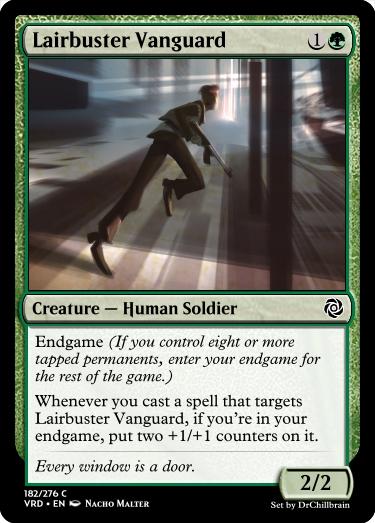 Lairbuster Vanguard 1
Creature — Human Soldier
Endgame (If you control eight or more
tapped permanents, enter your endgame for
the rest of the game.)
Whenever you cast a spell that targets
Lairbuster Vanguard, if you're in your
endgame, put two +1/+1 counters on it.
Every window is a door.
2/2
182/276 C
VRD • EN Nacho Malter
Set by DrChillbrain